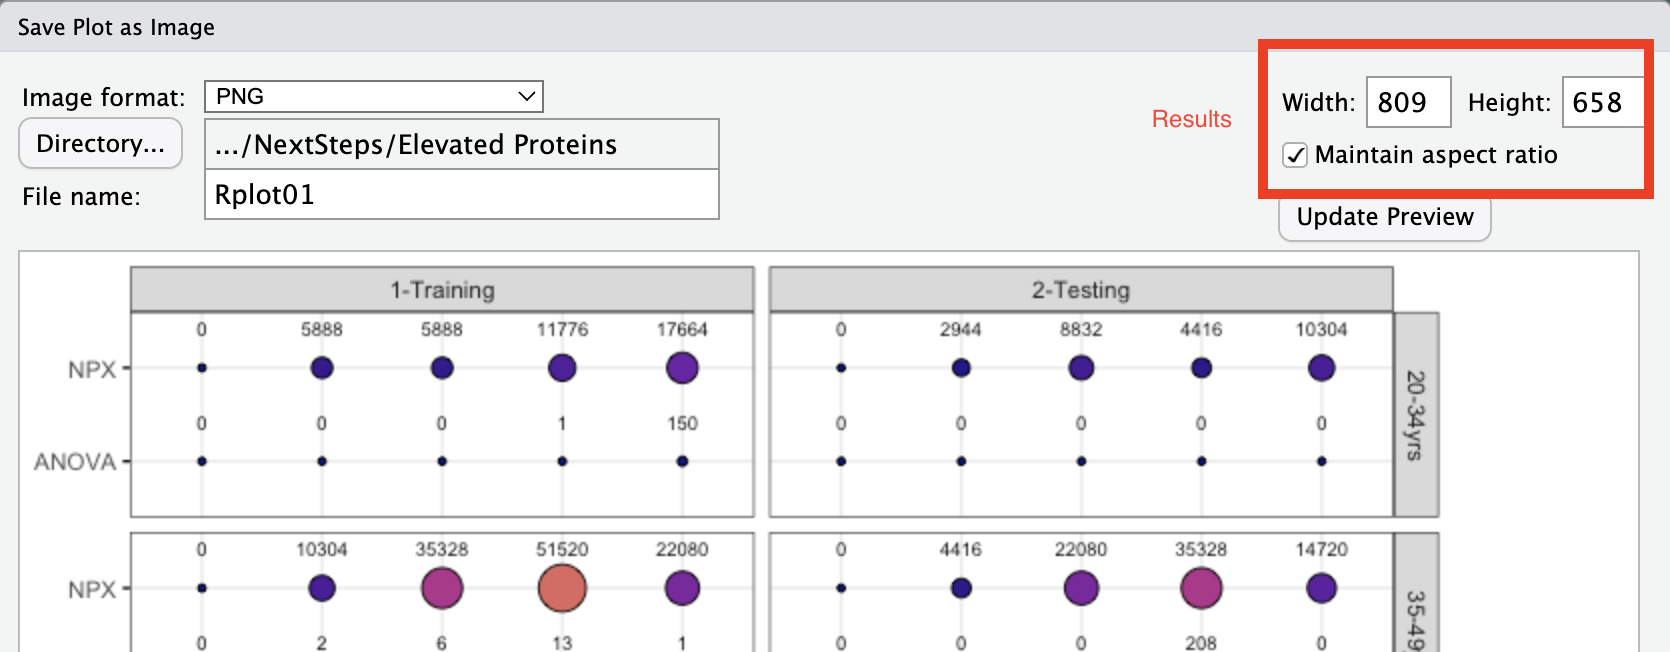 Save Plot as Image
Image format: PNG
Directory... .../NextSteps/Elevated Proteins
File name: Rplot01
Results
Width: 809 Height: 658
Maintain aspect ratio
Update Preview
1-Training 2-Testing
0 5888 5888 11776 17664 0 2944 8832 4416 10304
NPX
0 0 0 1 150 0 0 0 0 0
ANOVA
20-34yrs
0 10304 35328 51520 22080 0 4416 22080 35328 14720
NPX
0 2 6 13 1 0 0 0 208 0
35-49